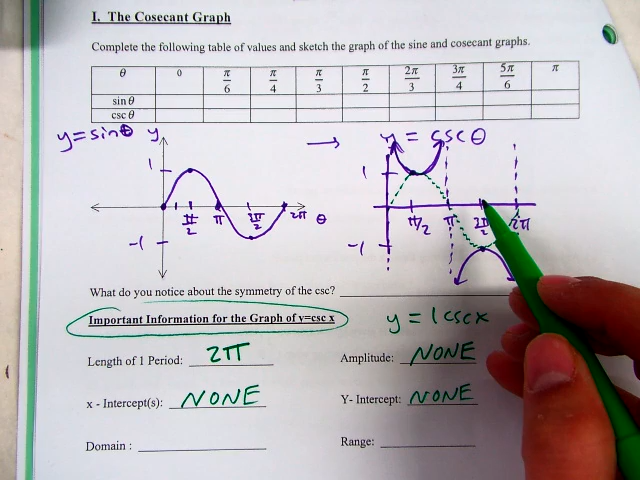 I. The Cosecant Graph
Complete the following table of values and sketch the graph of the sine and cosecant graphs.
θ 0 π/6 π/4 π/3 π/2 2π/3 3π/4 5π/6 π
sin θ
csc θ
y=sinθ y → y = cscθ
1 1
π/2 π 2π/2 2π θ π/2 π 2π/2 2π
-1 -1
What do you notice about the symmetry of the csc?
Important Information for the Graph of y=csc x y = 1cscx
Length of 1 Period: 2π Amplitude: NONE
x - Intercept(s): NONE Y- Intercept: NONE
Domain : Range: